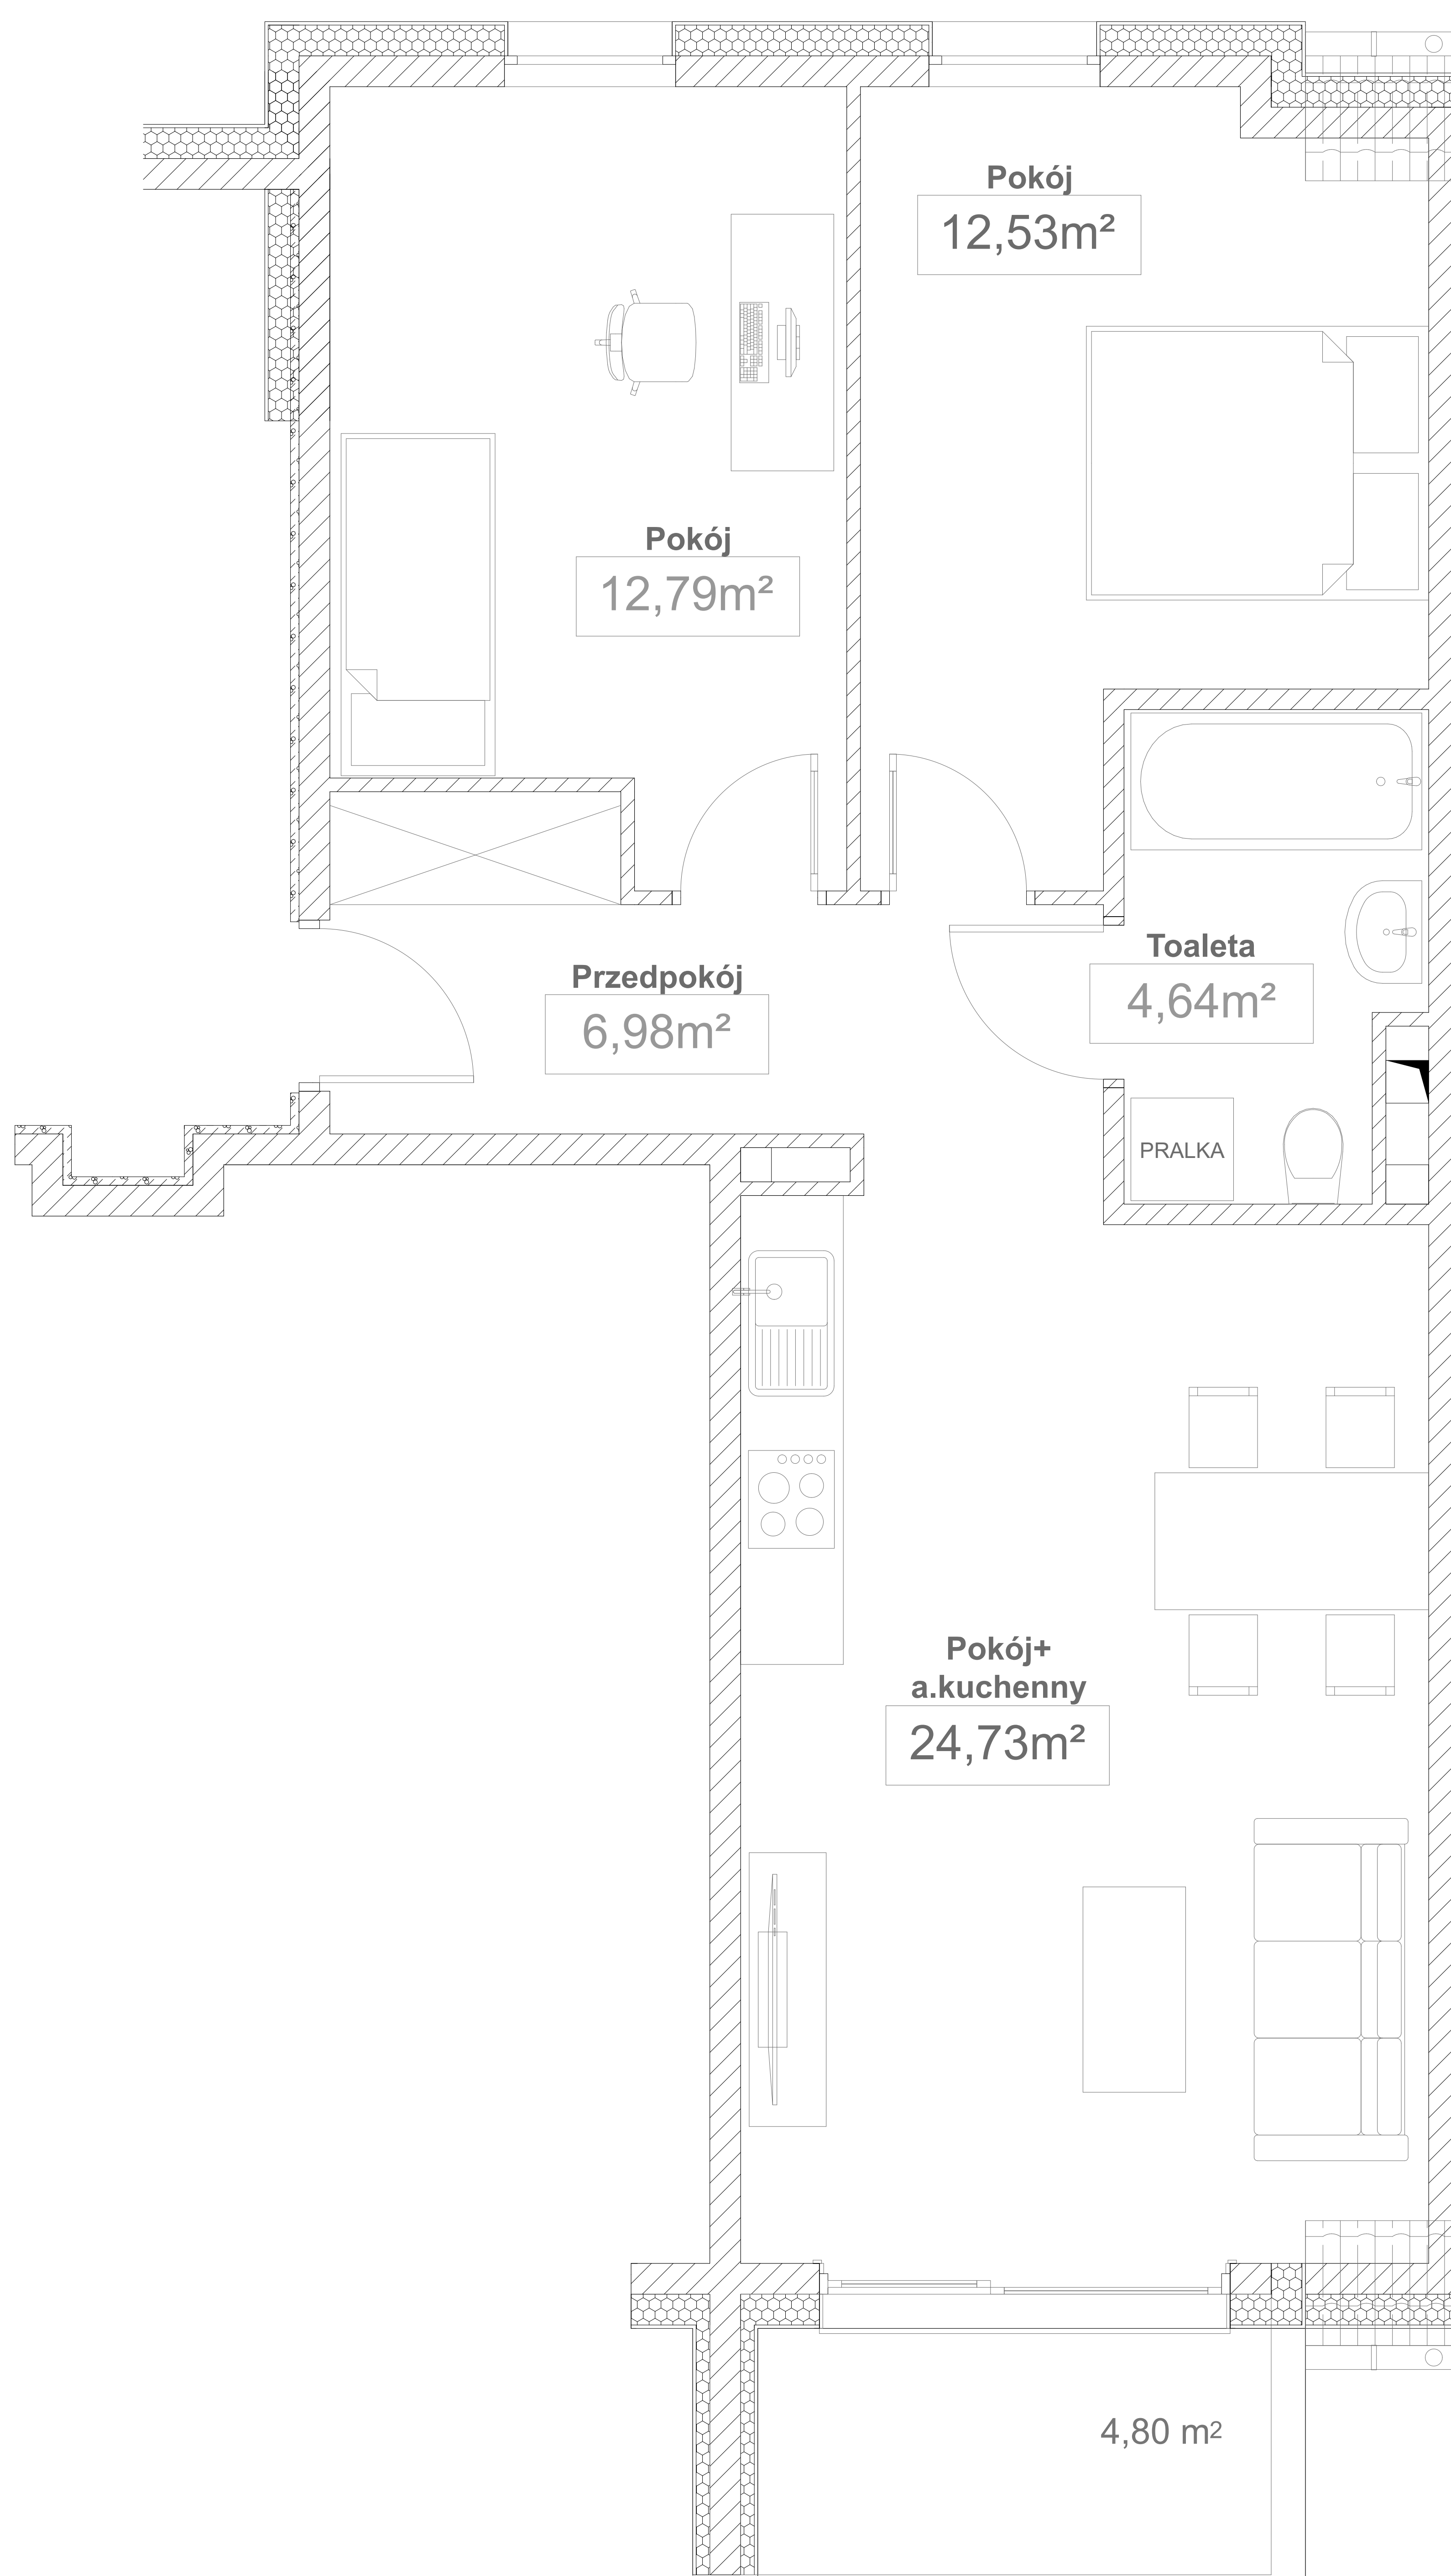 Pokój
12,53m²
Pokój
12,79m²
Toaleta
4,64m²
Przedpokój
6,98m²
PRALKA
Pokój+
a.kuchenny
24,73m²
4,80 m²